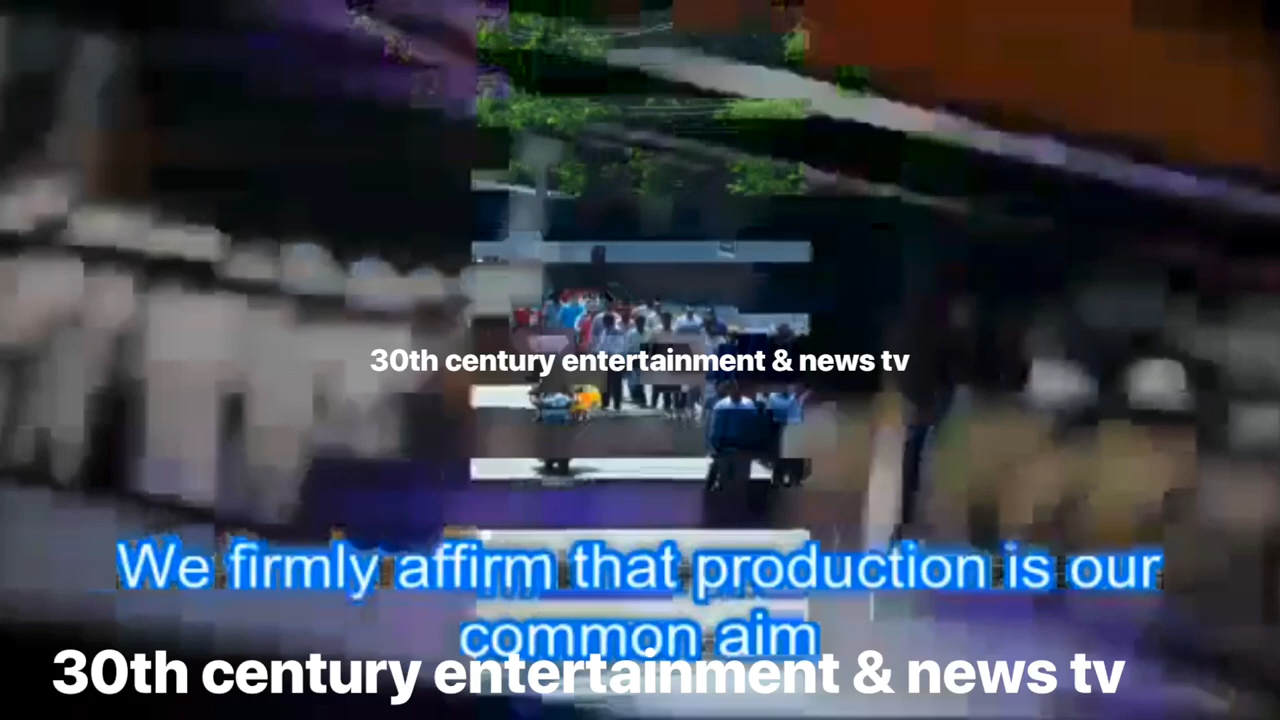 30th century entertainment & news tv
We firmly affirm that production is our
common aim
30th century entertainment & news tv